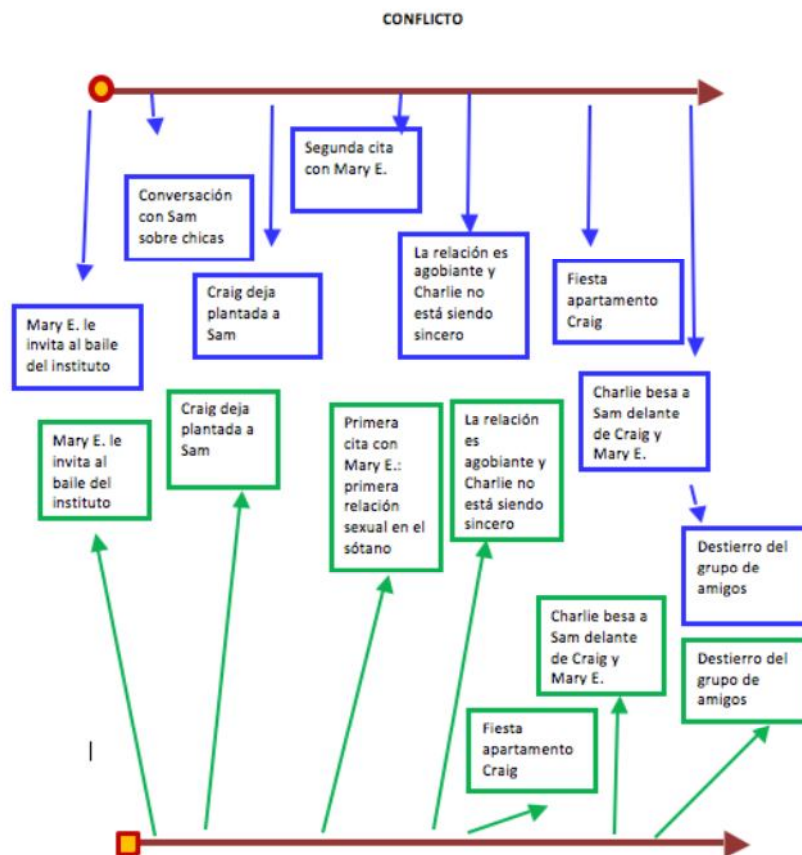 CONFLICTO
Segunda cita
con Mary E.
Conversación
con Sam
sobre chicas
La relación es
agobiante y
Charlie no
está siendo
sincero
Fiesta
apartamento
Craig
Craig deja
plantada a
Sam
Mary E. le
invita al baile
del instituto
Charlie besa a
Sam delante
de Craig y
Mary E.
Craig deja
plantada a
Sam
Mary E. le
invita al
baile del
instituto
Primera
cita con
Mary E.:
primera
relación
sexual en el
sótano
La relación
es
agobiante y
Charlie no
está siendo
sincero
Destierro del
grupo de
amigos
Charlie besa a
Sam delante
de Craig y
Mary E.
Destierro del
grupo de
amigos
Fiesta
apartamento
Craig